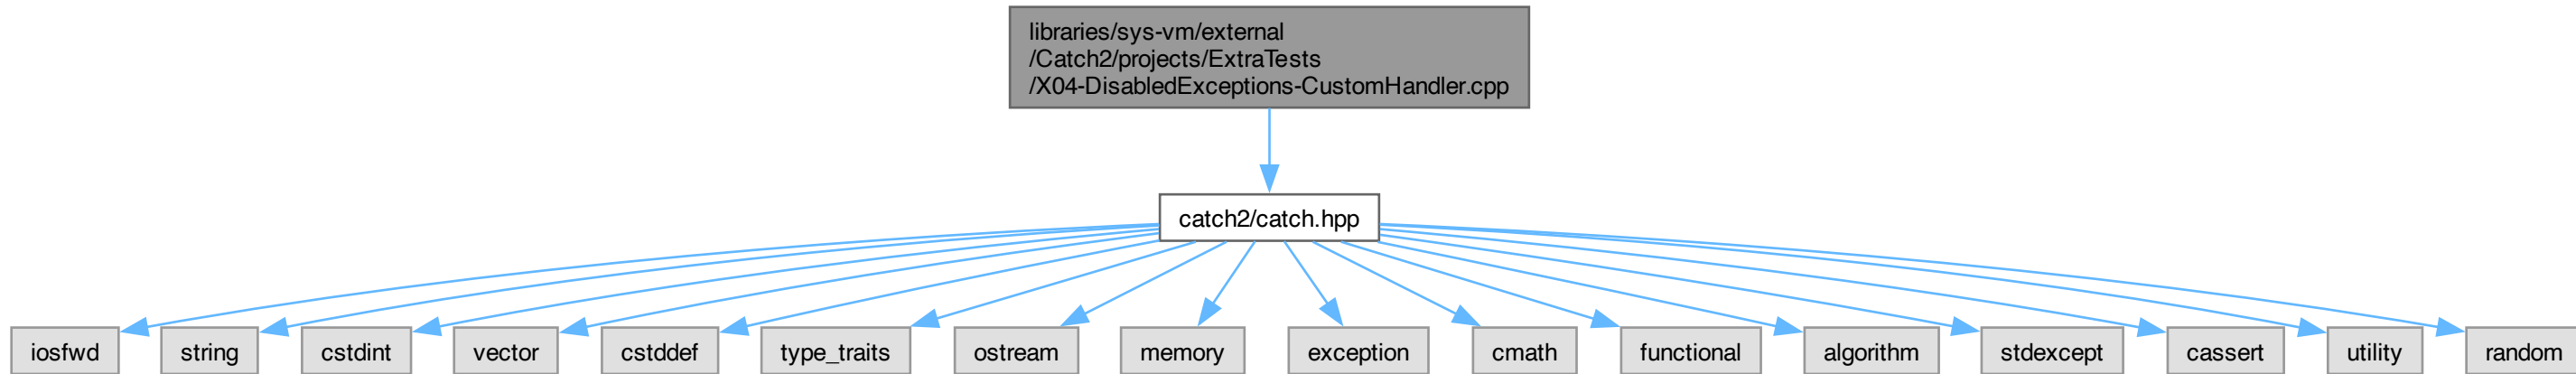 libraries/sys-vm/external
/Catch2/projects/ExtraTests
/X04-DisabledExceptions-CustomHandler.cpp
catch2/catch.hpp
iosfwd
string
cstdint
vector
cstddef
type_traits
ostream
memory
exception
cmath
functional
algorithm
stdexcept
cassert
utility
random